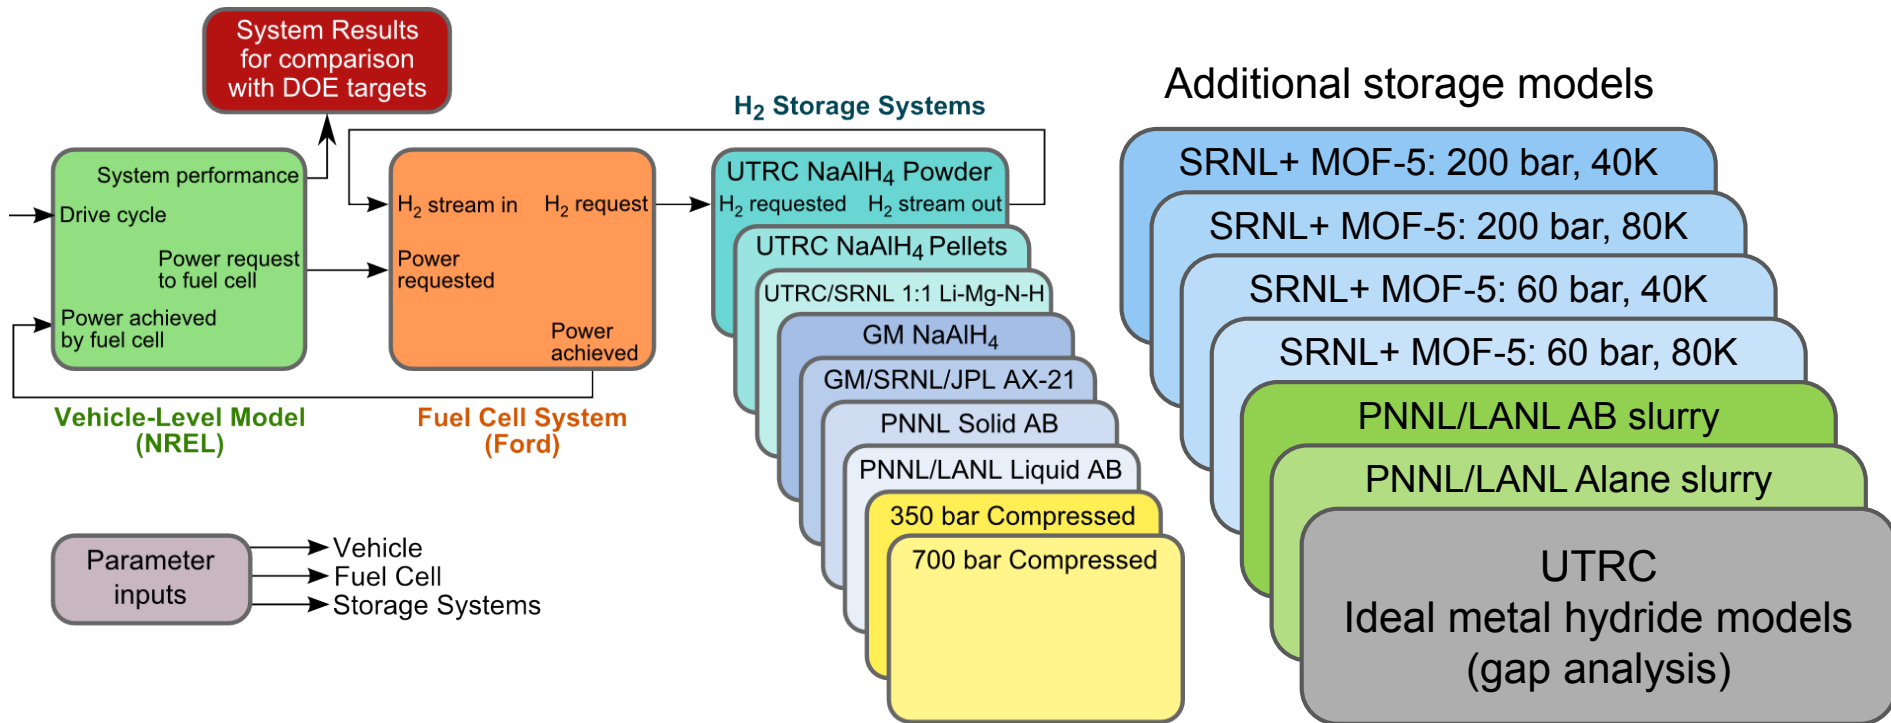 System Results
for comparison
with DOE targets
System performance
Drive cycle
Power request
to fuel cell
Power achieved
by fuel cell
Vehicle-Level Model
(NREL)
H₂ stream in
H₂ request
Power
requested
Power
achieved
Fuel Cell System
(Ford)
H₂ Storage Systems
UTRC NaAlH₄ Powder
H₂ requested
H₂ stream out
UTRC NaAlH₄ Pellets
UTRC/SRNL 1:1 Li-Mg-N-H
GM NaAlH₄
GM/SRNL/JPL AX-21
PNNL Solid AB
PNNL/LANL Liquid AB
350 bar Compressed
700 bar Compressed
Parameter
inputs
Vehicle
Fuel Cell
Storage Systems
Additional storage models
SRNL+ MOF-5: 200 bar, 40K
SRNL+ MOF-5: 200 bar, 80K
SRNL+ MOF-5: 60 bar, 40K
SRNL+ MOF-5: 60 bar, 80K
PNNL/LANL AB slurry
PNNL/LANL Alane slurry
UTRC
Ideal metal hydride models
(gap analysis)